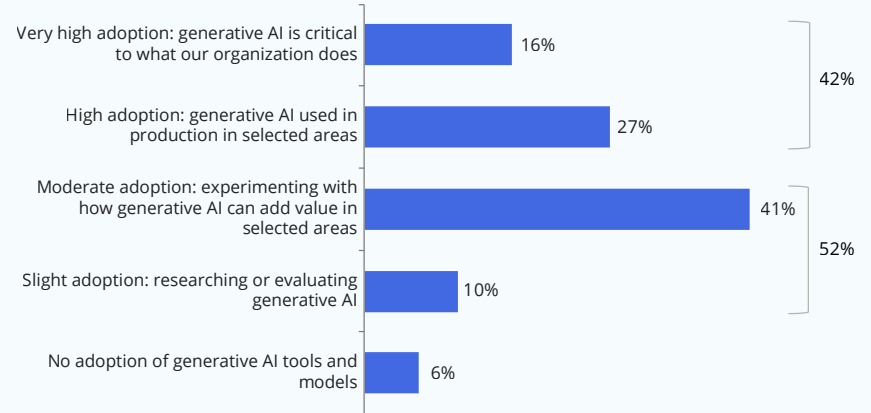 Very high adoption: generative AI is critical
to what our organization does
16%
42%
High adoption: generative AI used in
production in selected areas
27%
Moderate adoption: experimenting with
how generative AI can add value in
selected areas
41%
52%
Slight adoption: researching or evaluating
generative AI
10%
No adoption of generative AI tools and
models
6%